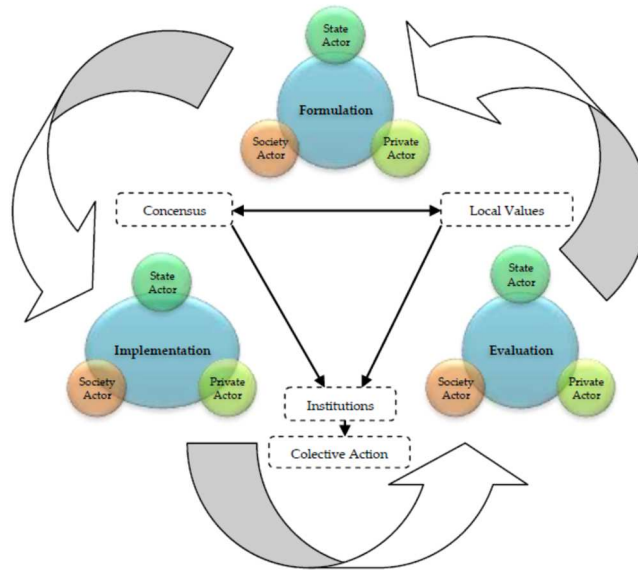 State
Actor
Formulation
Society
Actor
Private
Actor
Concensus
Local Values
State
Actor
Implementation
Society
Actor
Private
Actor
State
Actor
Evaluation
Society
Actor
Private
Actor
Institutions
Colective Action